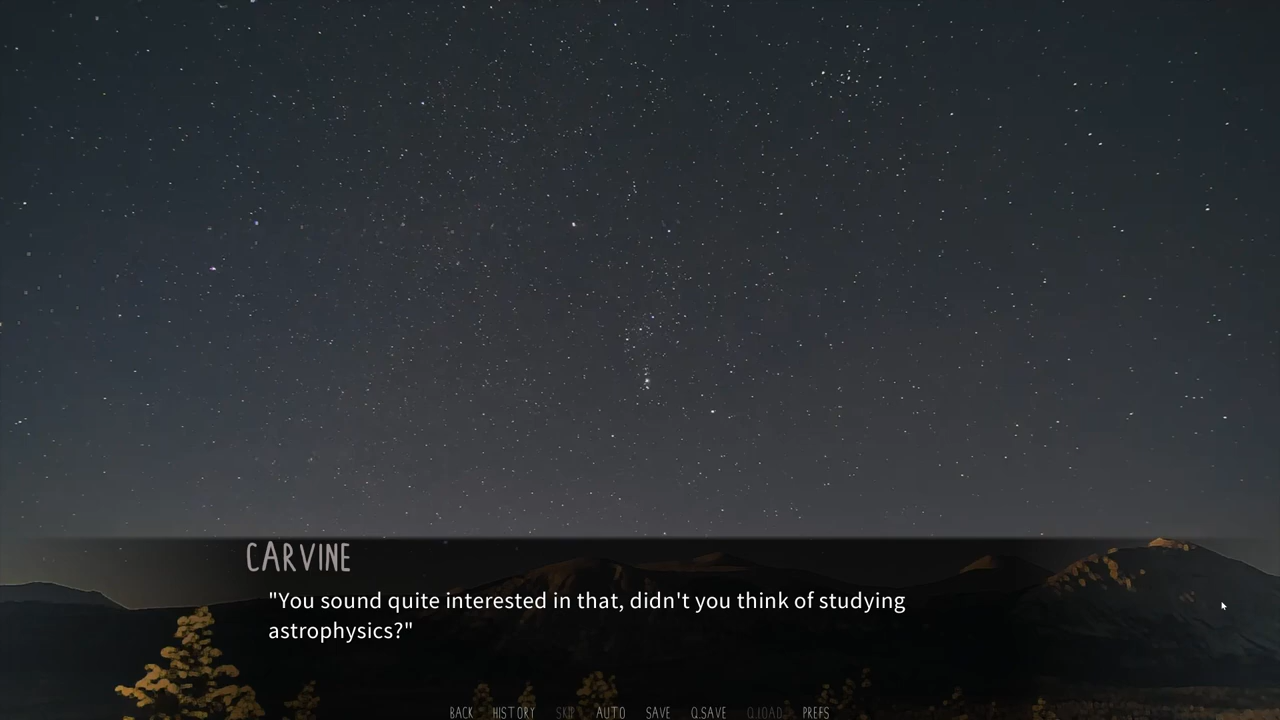 CARVINE
"You sound quite interested in that, didn't you think of studying
astrophysics?"
BACK HISTORY SKIP AUTO SAVE Q.SAVE Q.LOAD PREFS